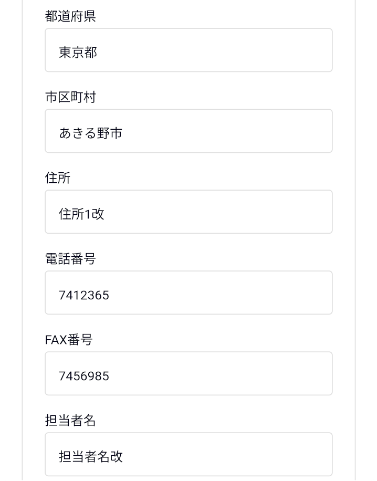 都道府県
東京都
市区町村
あきる野市
住所
住所1改
電話番号
7412365
FAX番号
7456985
担当者名
担当者名改